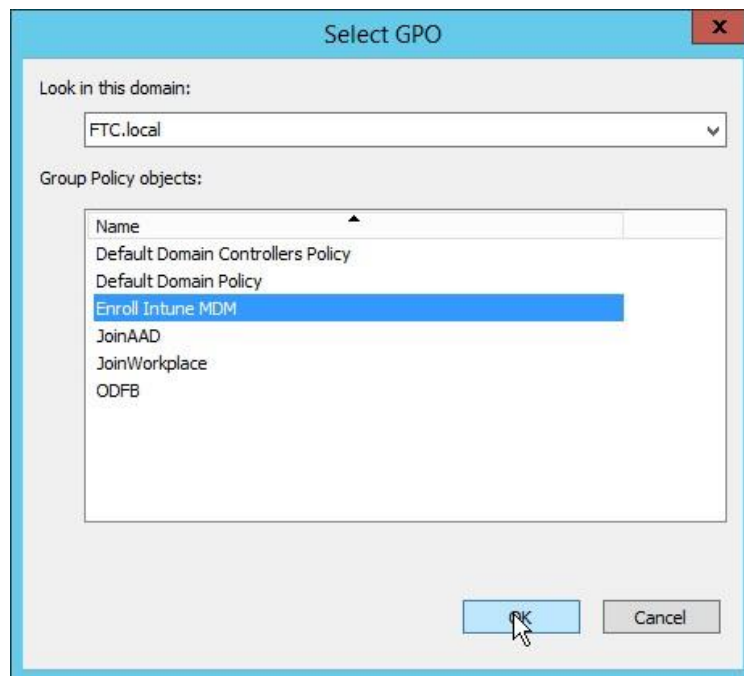 Select GPO
x
Look in this domain:
FTC.local
Group Policy objects:
Name
Default Domain Controllers Policy
Default Domain Policy
Enroll Intune MDM
JoinAAD
JoinWorkplace
ODFB
OK Cancel